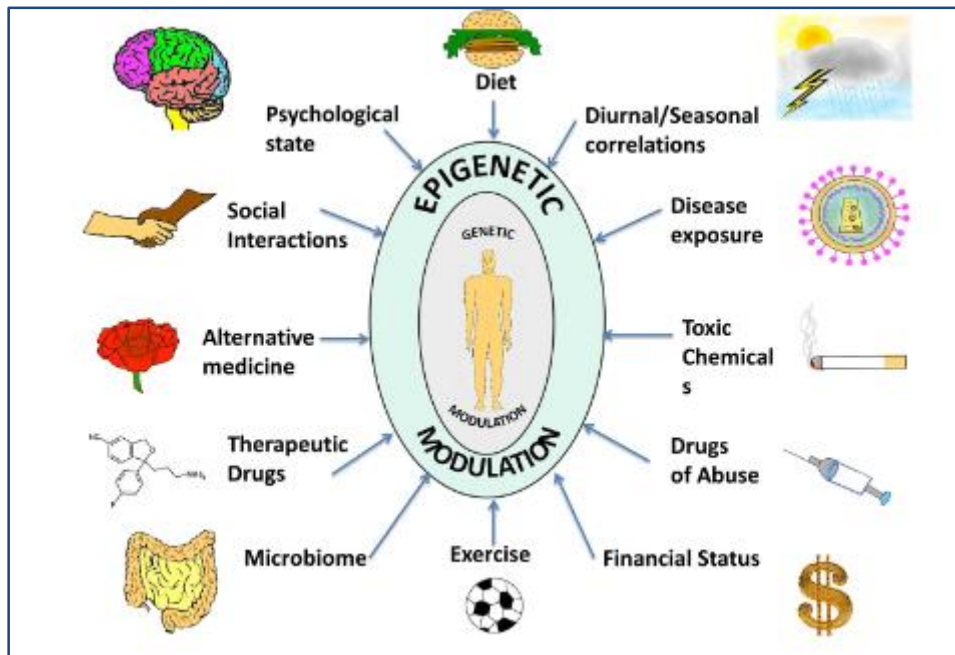 Diet
Psychological
state
Diurnal/Seasonal
correlations
EPIGENETIC
Social
Interactions
Disease
exposure
GENETIC
Alternative
medicine
Toxic
Chemical
s
MODULATION
MODULATION
Therapeutic
Drugs
Drugs
of Abuse
Microbiome
Exercise
Financial Status
$